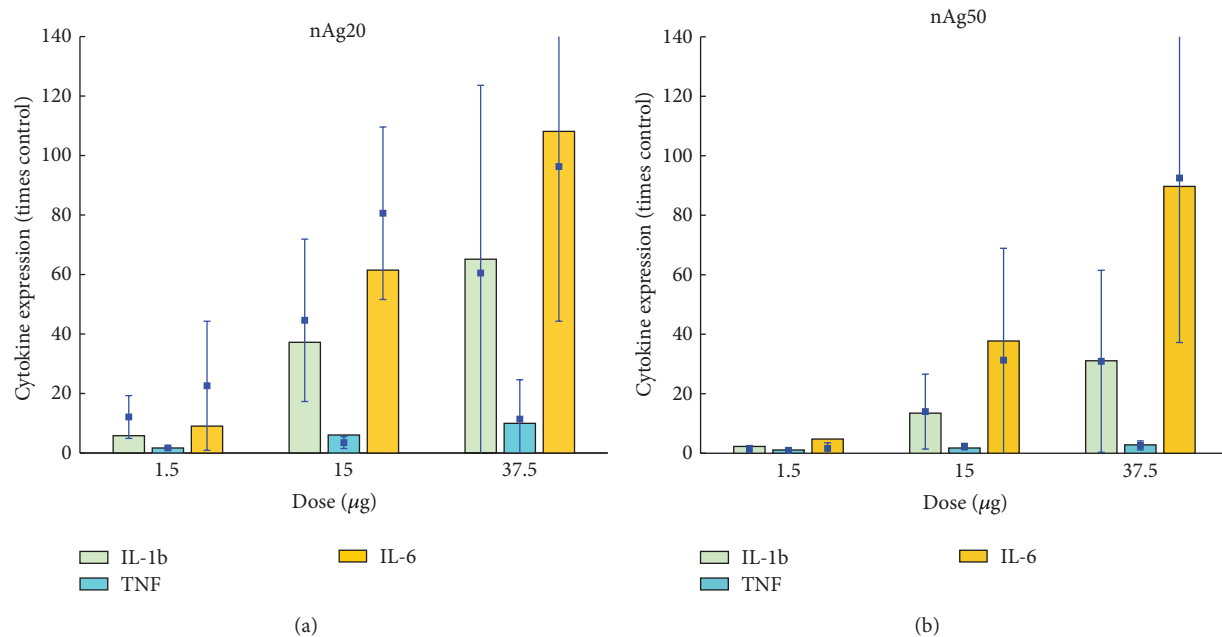 nAg20
Cytokine expression (times control)
140
120
100
80
60
40
20
0
1.5
15
37.5
Dose (μg)
IL-1b
TNF
IL-6
(a)
nAg50
Cytokine expression (times control)
140
120
100
80
60
40
20
0
1.5
15
37.5
Dose (μg)
IL-1b
TNF
IL-6
(b)